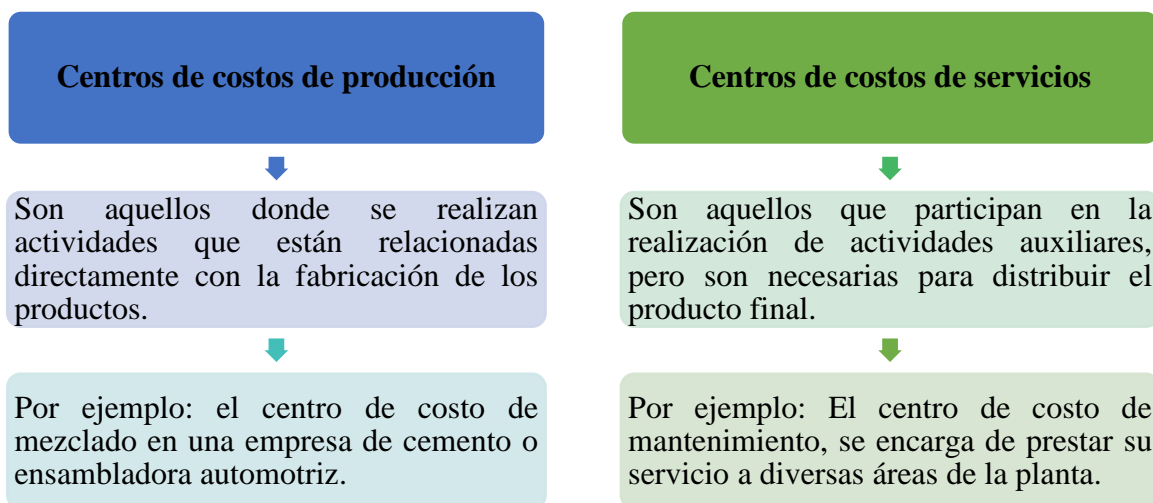 Centros de costos de producción
Son aquellos donde se realizan
actividades que están relacionadas
directamente con la fabricación de los
productos.
Por ejemplo: el centro de costo de
mezclado en una empresa de cemento o
ensambladora automotriz.
Centros de costos de servicios
Son aquellos que participan en la
realización de actividades auxiliares,
pero son necesarias para distribuir el
producto final.
Por ejemplo: El centro de costo de
mantenimiento, se encarga de prestar su
servicio a diversas áreas de la planta.